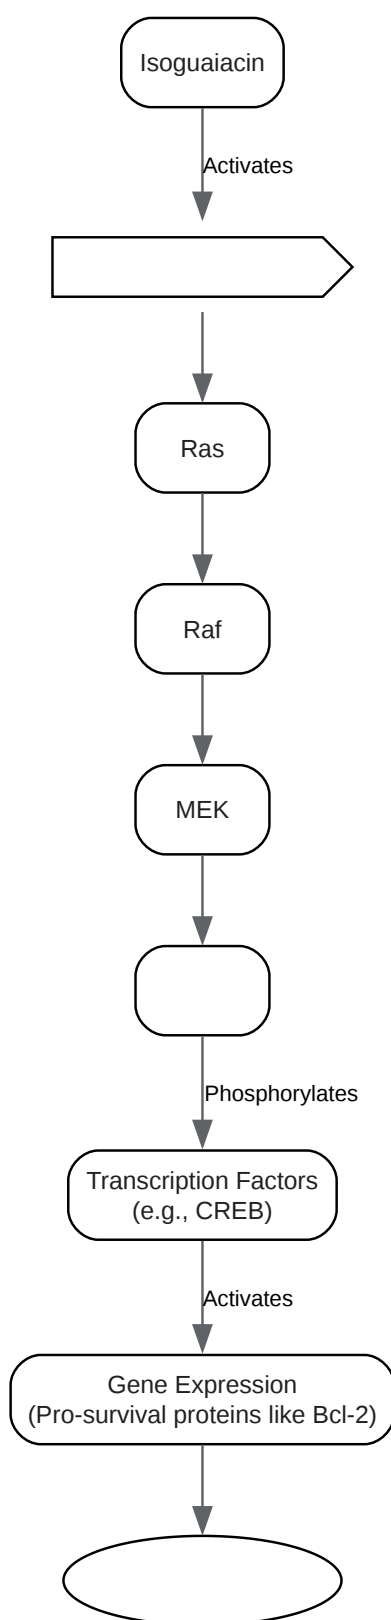 Isoguaiacin
Activates
Ras
Raf
MEK
Phosphorylates
Transcription Factors
(e.g., CREB)
Activates
Gene Expression
(Pro-survival proteins like Bcl-2)